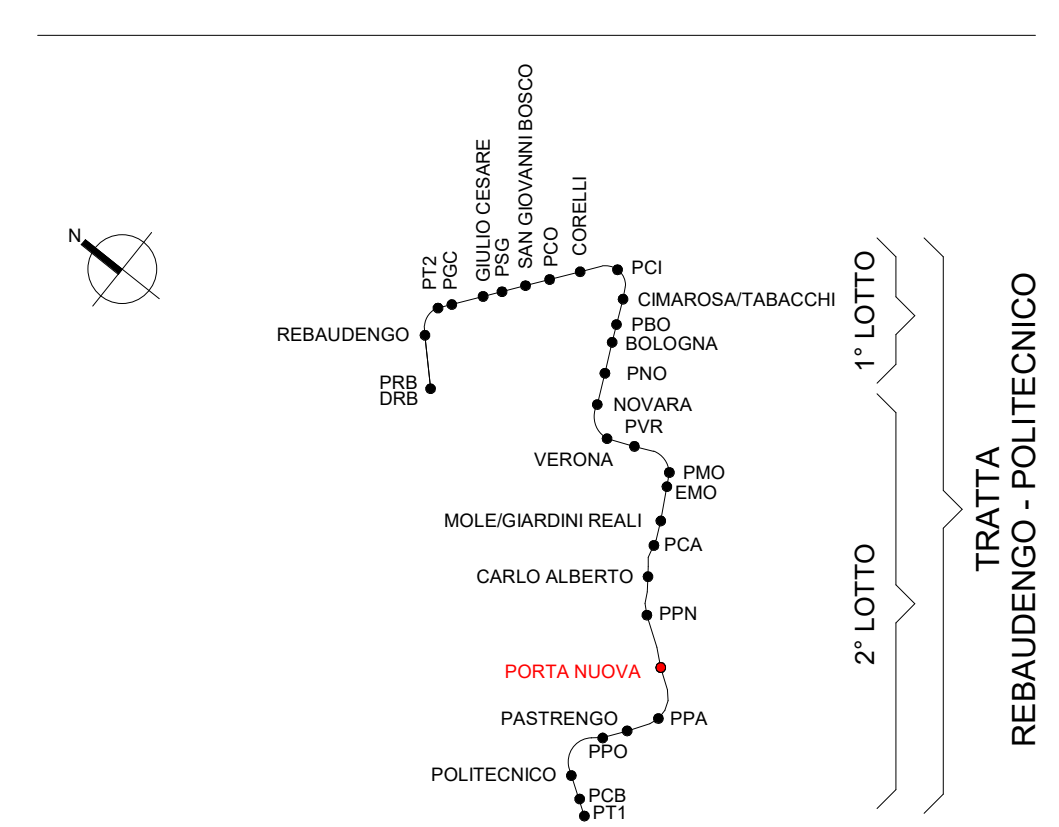 N
PT2
PGC
GIULIO CESARE
PSG
SAN GIOVANNI BOSCO
PCO
CORELLI
PCI
CIMAROSA/TABACCHI
REBAUDENGO
PBO
BOLOGNA
PRB
DRB
PNO
NOVARA
PVR
VERONA
PMO
EMO
MOLE/GIARDINI REALI
PCA
CARLO ALBERTO
PPN
PORTA NUOVA
PPA
PASTRENGO
PPO
POLITECNICO
PCB
PT1
1° LOTTO
2° LOTTO
TRATTA
REBAUDENGO - POLITECNICO